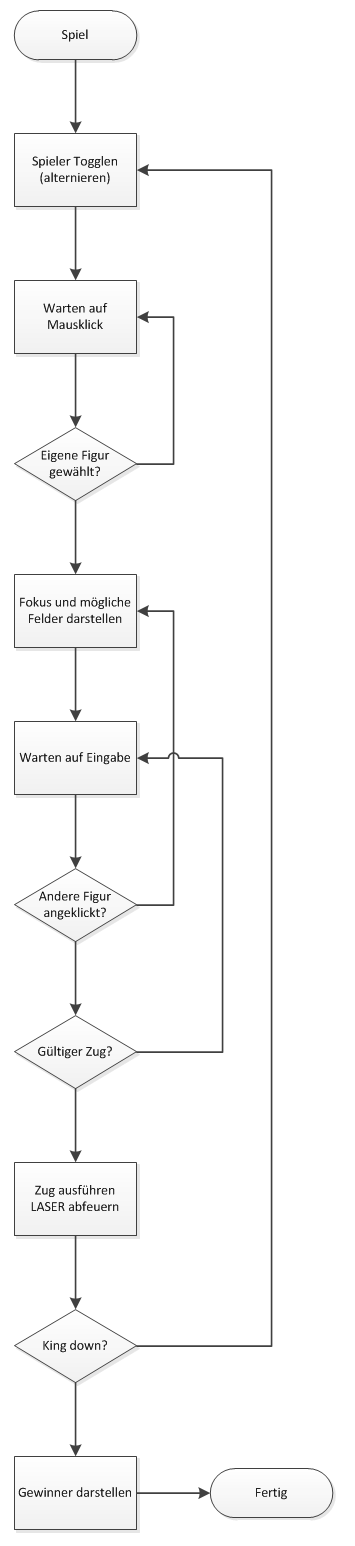 Spiel
Spieler Togglen
(alternieren)
Warten auf
Mausklick
Eigene Figur
gewählt?
Fokus und mögliche
Felder darstellen
Warten auf Eingabe
Andere Figur
angeklickt?
Gültiger Zug?
Zug ausführen
LASER abfeuern
King down?
Gewinner darstellen
Fertig